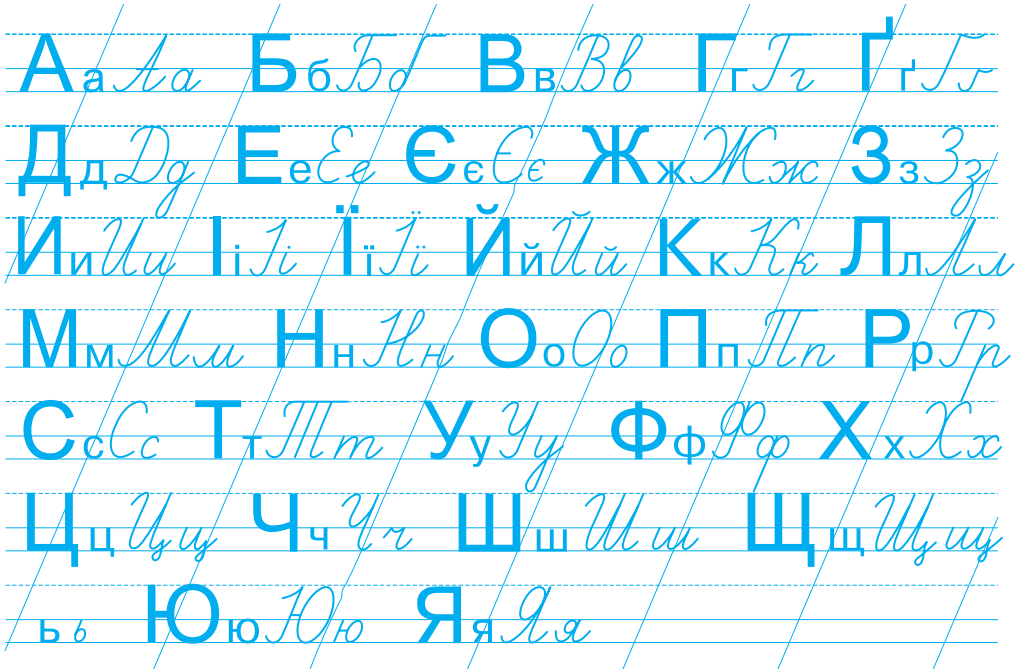 Аа Аа Бб Бб Вв Вв Гг Гг Ґґ Ґґ
Дд Дд Ее Ее Єє Єє Жж Жж Зз Зз
Ии Ии Іі Іі Її Її Йй Йй Кк Кк Лл Лл
Мм Мм Нн Нн Оо Оо Пп Пп Рр Рр
Сс Сс Тт Тт Уу Уу Фф Фф Хх Хх
Цц Цц Чч Чч Шш Шш Щщ Щщ
ь ь Юю Юю Яя Яя